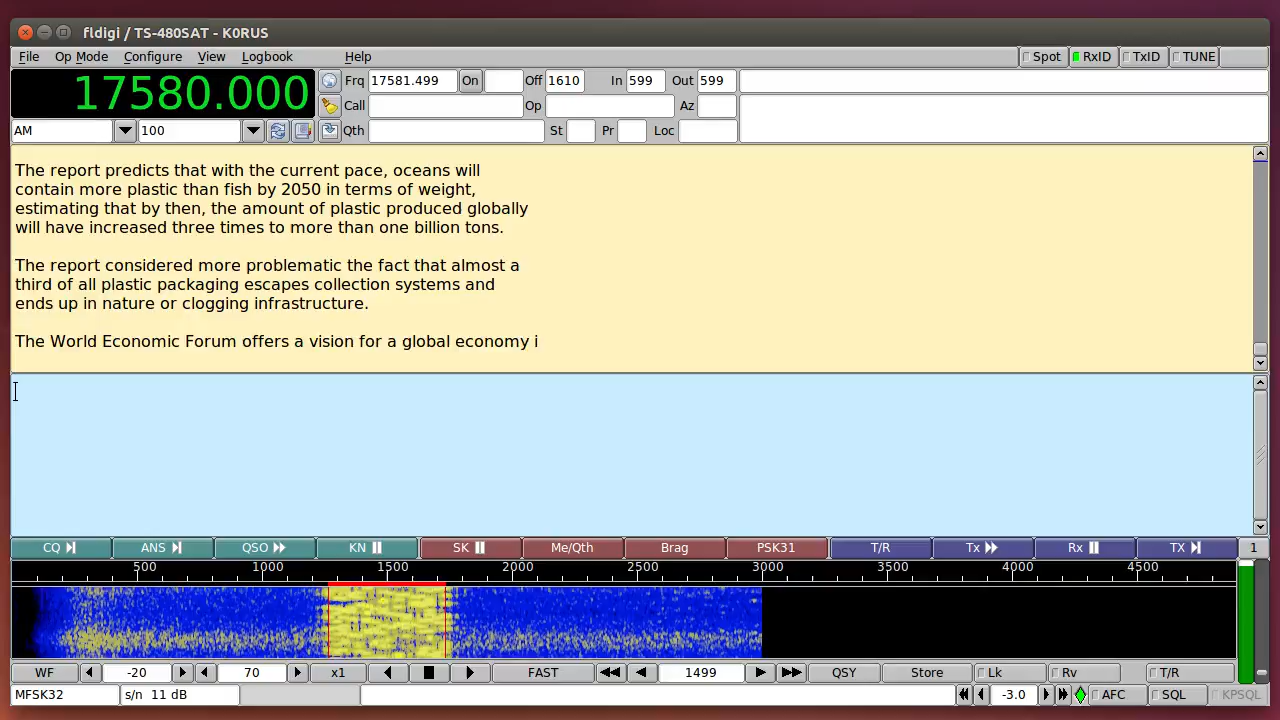 fldigi / TS-480SAT - K0RUS
File Op Mode Configure View Logbook Help Spot RxID TxID TUNE
17580.000 Frq 17581.499 On Off 1610 In 599 Out 599
Call Op Az
AM 100 Qth St Pr Loc
The report predicts that with the current pace, oceans will
contain more plastic than fish by 2050 in terms of weight,
estimating that by then, the amount of plastic produced globally
will have increased three times to more than one billion tons.
The report considered more problematic the fact that almost a
third of all plastic packaging escapes collection systems and
ends up in nature or clogging infrastructure.
The World Economic Forum offers a vision for a global economy i
CQ ANS QSO KN SK Me/Qth Brag PSK31 T/R Tx Rx TX 1
500 1000 1500 2000 2500 3000 3500 4000 4500
WF -20 70 x1 FAST 1499 QSY Store Lk Rv T/R
MFSK32 s/n 11 dB -3.0 AFC SQL KPSQL